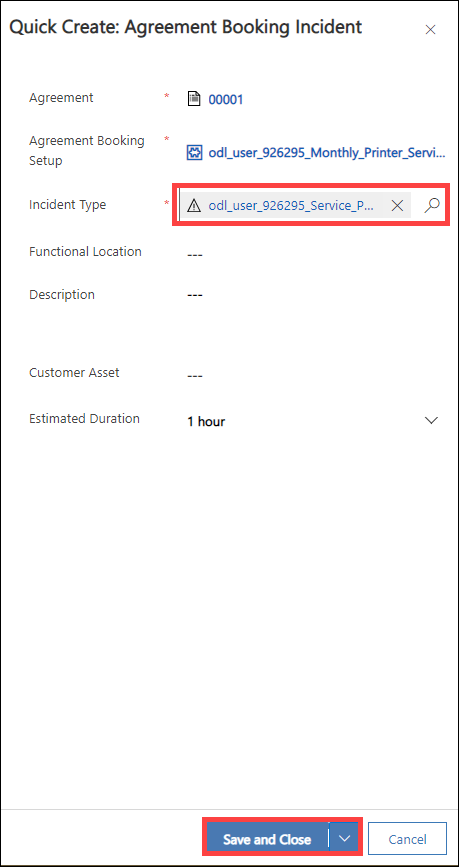 Quick Create: Agreement Booking Incident
Agreement * 00001
Agreement Booking Setup * odl_user_926295_Monthly_Printer_Servi...
Incident Type * odl_user_926295_Service_P...
Functional Location ---
Description ---
Customer Asset ---
Estimated Duration 1 hour
Save and Close Cancel